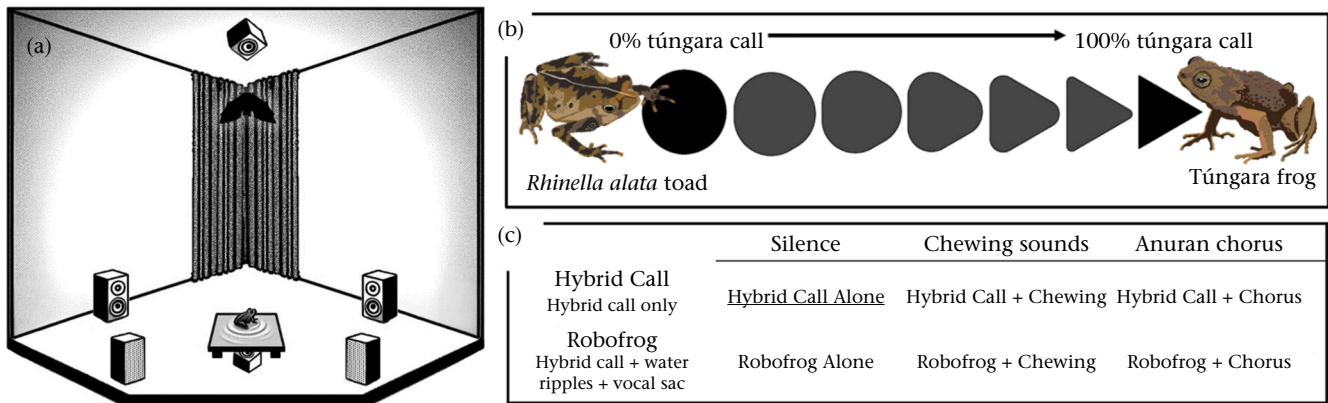 (a)
(b)
0% túngara call
100% túngara call
Rhinella alata toad
Túngara frog
(c)
Silence
Chewing sounds
Anuran chorus
Hybrid Call
Hybrid call only
Hybrid Call Alone
Hybrid Call + Chewing
Hybrid Call + Chorus
Robofrog
Hybrid call + water
ripples + vocal sac
Robofrog Alone
Robofrog + Chewing
Robofrog + Chorus